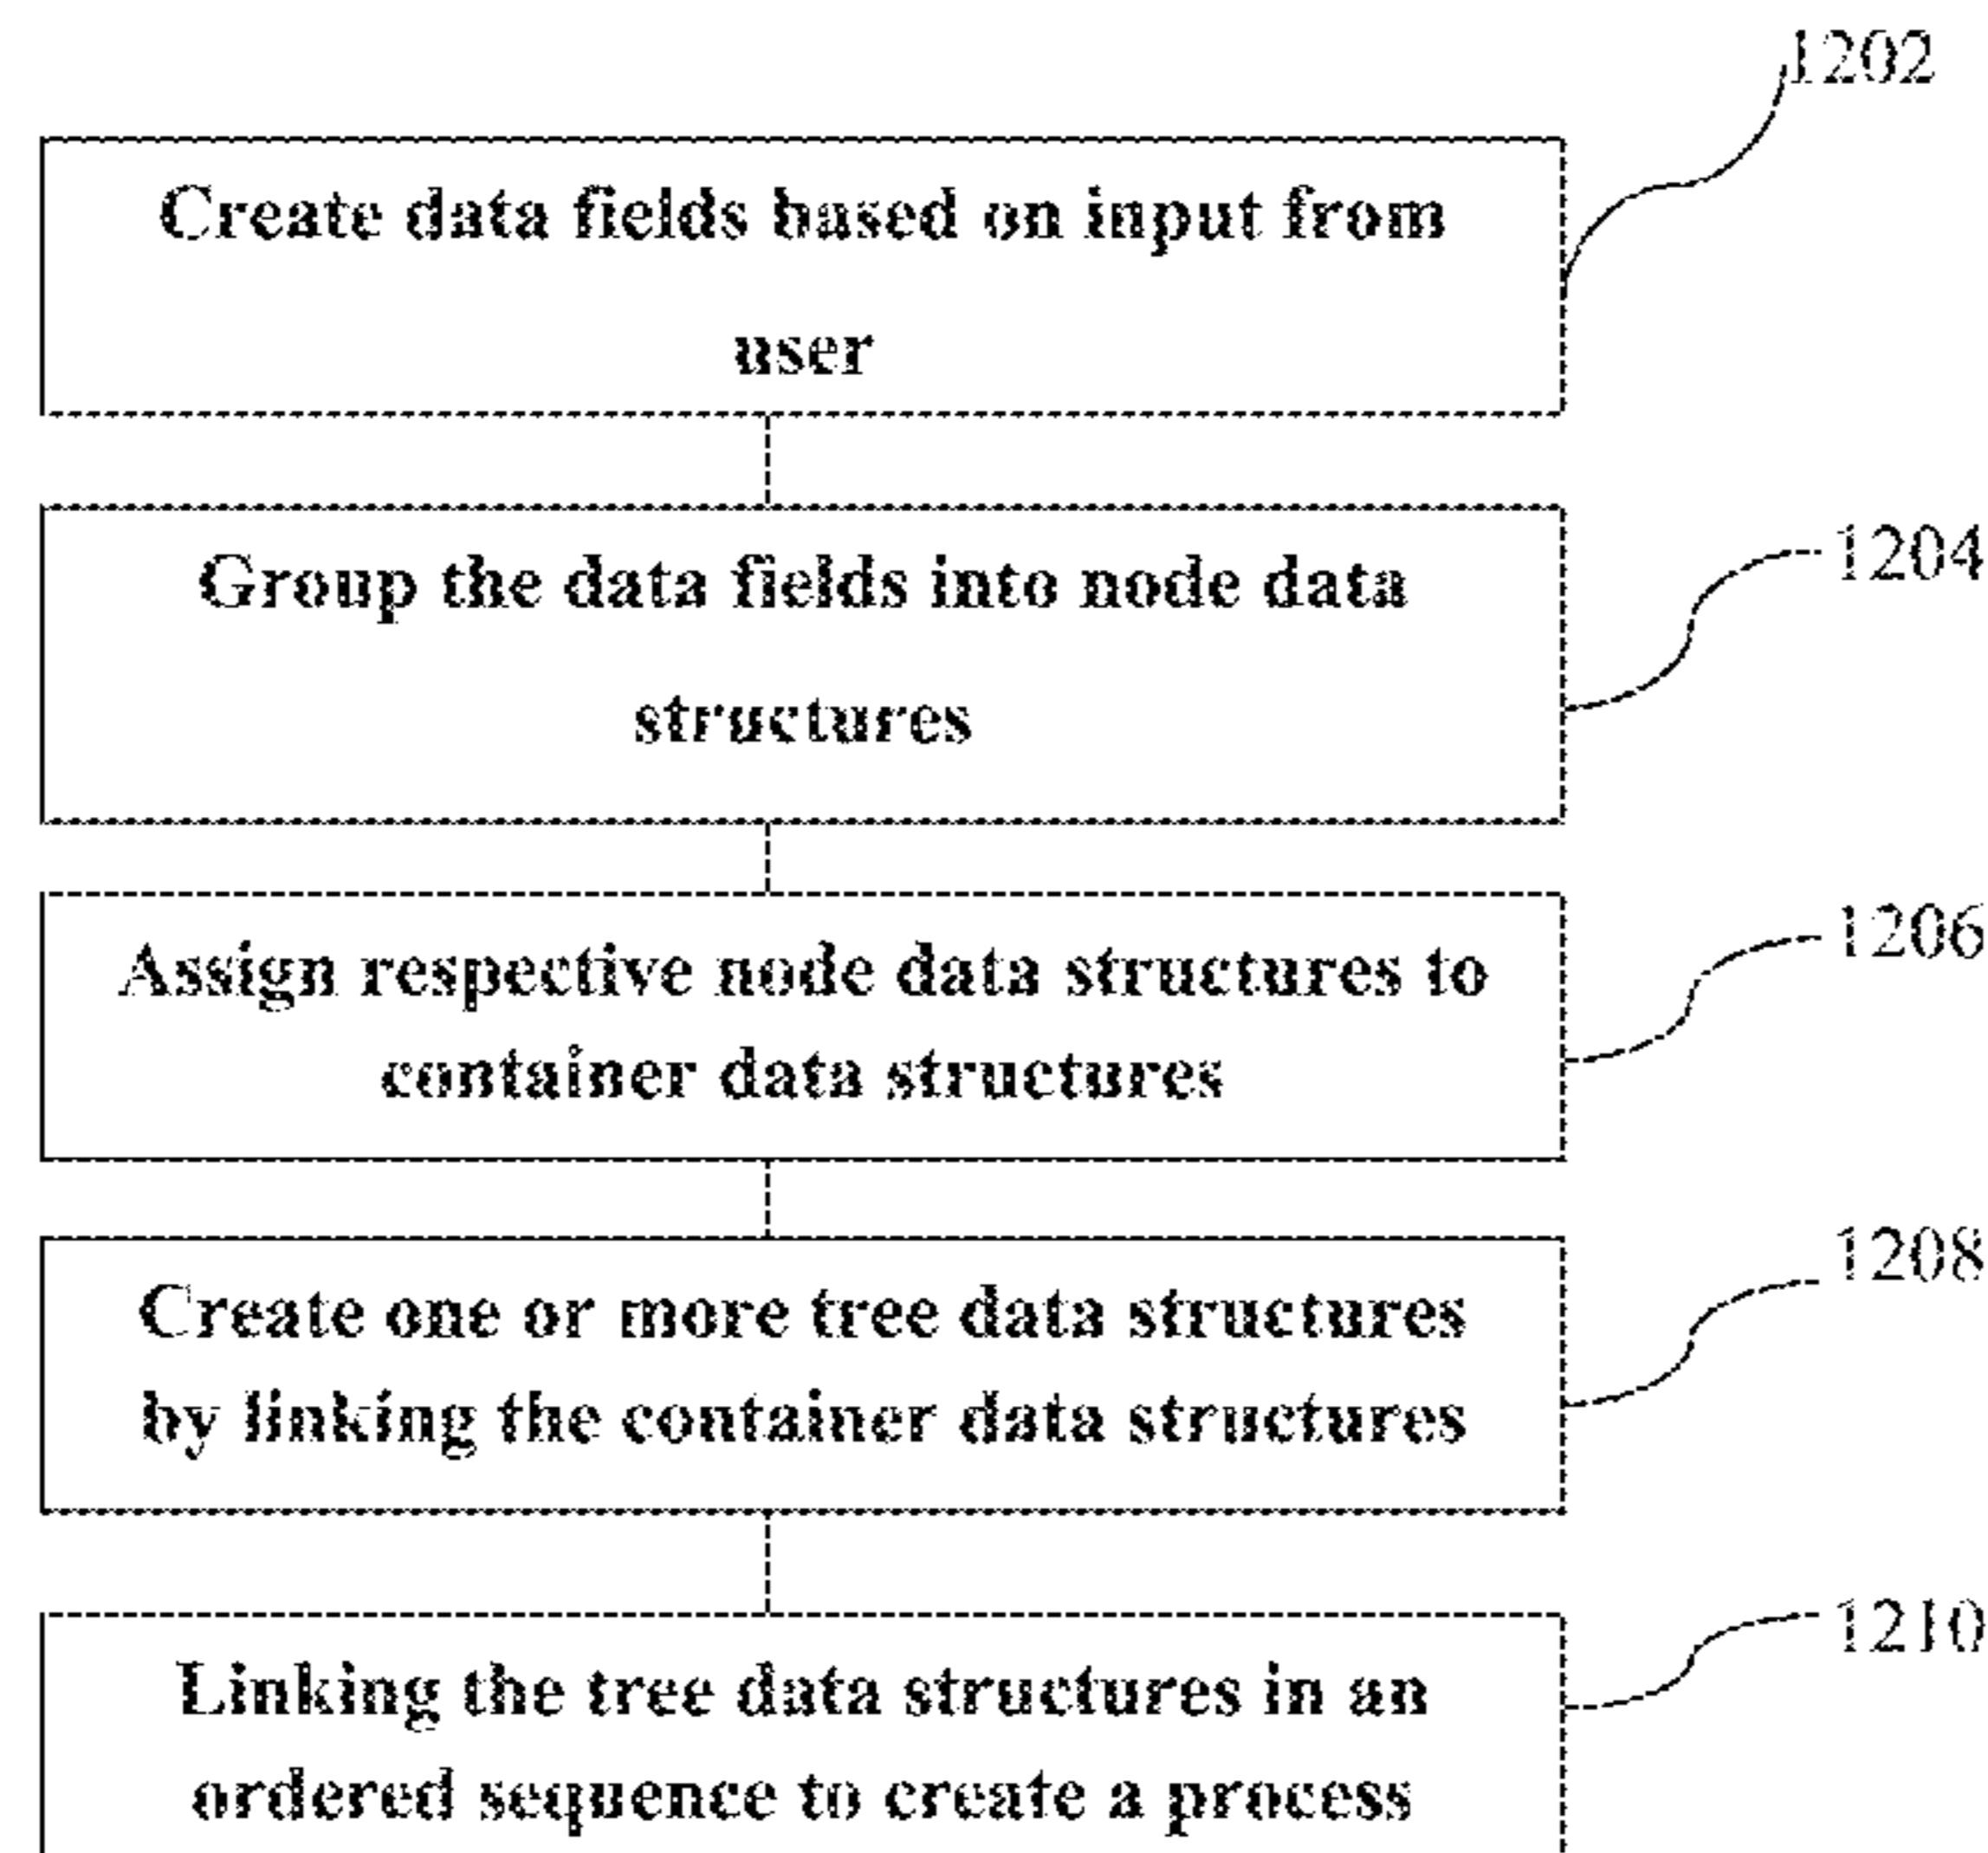 1202
Create data fields based on input from
user
1204
Group the data fields into node data
structures
1206
Assign respective node data structures to
container data structures
1208
Create one or more tree data structures
by linking the container data structures
1210
Linking the tree data structures in an
ordered sequence to create a process